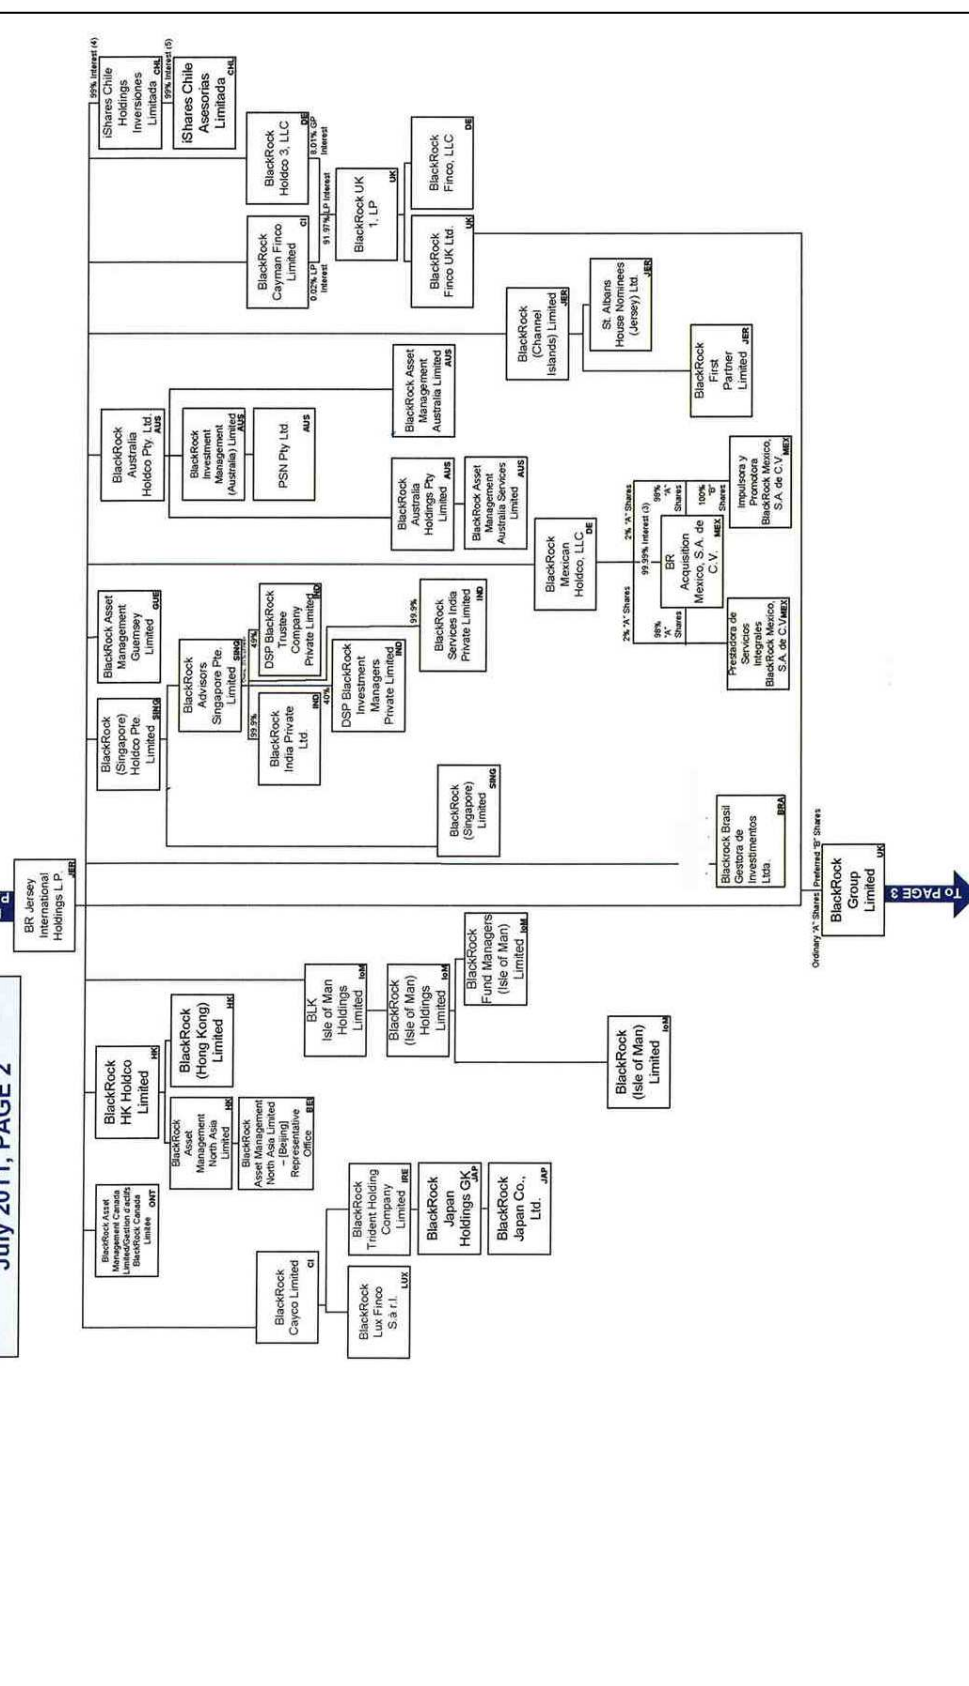 July 2011, PAGE 2
BR Jersey
International
Holdings L.P.
JER
BlackRock Asset
Management Canada
Limited/Gestion d'actifs
BlackRock Canada
Limitée
ONT
BlackRock
HK Holdco
Limited
HK
BlackRock
(Singapore)
Holdco Pte.
Limited
SING
BlackRock Asset
Management
Guernsey
Limited
GUE
BlackRock
Australia
Holdco Pty. Ltd.
AUS
99% Interest (4)
iShares Chile
Holdings
Inversiones
Limitada
CHL
99% Interest (5)
iShares Chile
Asesorias
Limitada
CHL
BlackRock
Asset
Management
North Asia
Limited
HK
BlackRock
(Hong Kong)
Limited
HK
BlackRock
Asset Management
North Asia Limited
– [Beijing]
Representative
Office
BEI
BlackRock
Advisors
Singapore Pte.
Limited
SING
99.9%
49%
BlackRock
India Private
Ltd.
IND
DSP BlackRock
Trustee
Company
Private Limited
IND
40%
DSP BlackRock
Investment
Managers
Private Limited
IND
99.9%
BlackRock
Services India
Private Limited
IND
BlackRock
(Singapore)
Limited
SING
BlackRock
Investment
Management
(Australia) Limited
AUS
PSN Pty Ltd.
AUS
BlackRock
Australia
Holdings Pty
Limited
AUS
BlackRock Asset
Management
Australia Limited
AUS
BlackRock Asset
Management
Australia Services
Limited
AUS
BlackRock
Cayman Finco
Limited
CI
BlackRock
Holdco 3, LLC
DE
0.02% LP
Interest
91.97% LP Interest
8.01% GP
Interest
BlackRock UK
1, LP
UK
BlackRock
Finco UK Ltd.
UK
BlackRock
Finco, LLC
DE
BlackRock
Cayco Limited
CI
BlackRock
Lux Finco
S.à r.l.
LUX
BlackRock
Trident Holding
Company
Limited
IRE
BlackRock
Japan
Holdings GK
JAP
BlackRock
Japan Co.,
Ltd.
JAP
BLK
Isle of Man
Holdings
Limited
IoM
BlackRock
(Isle of Man)
Holdings
Limited
IoM
BlackRock
Fund Managers
(Isle of Man)
Limited
IoM
BlackRock
(Isle of Man)
Limited
IoM
BlackRock
Mexican
Holdco, LLC
DE
2% "A" Shares
99.99% Interest (3)
2% "A" Shares
98%
"A"
Shares
98%
"A"
Shares
100%
"B"
Shares
BR
Acquisition
Mexico, S.A. de
C.V.
MEX
Prestadora de
Servicios
Integrales
BlackRock Mexico,
S.A. de C.V.
MEX
Impulsora y
Promotora
BlackRock Mexico,
S.A. de C.V.
MEX
BlackRock
(Channel
Islands) Limited
JER
St. Albans
House Nominees
(Jersey) Ltd.
JER
BlackRock
First
Partner
Limited
JER
Blackrock Brasil
Gestora de
Investimentos
Ltda.
BRA
Ordinary "A" Shares
Preferred "B" Shares
BlackRock
Group
Limited
UK
To PAGE 3